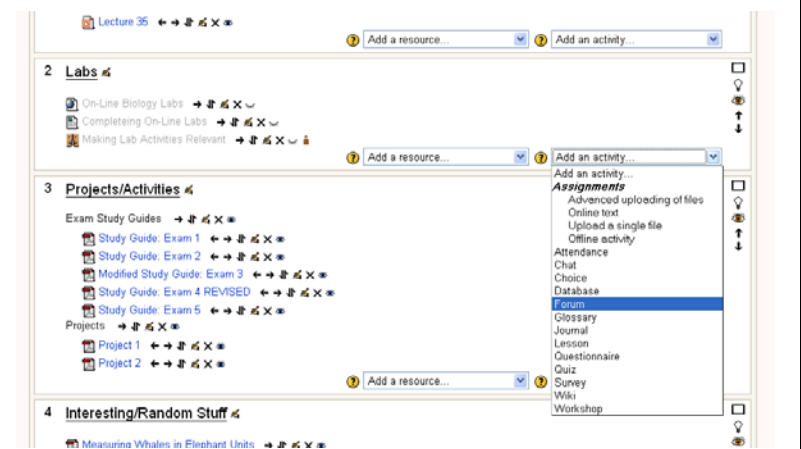 Lecture 35
Add a resource... Add an activity...
2 Labs
On-Line Biology Labs
Completeing On-Line Labs
Making Lab Activities Relevant
Add a resource... Add an activity...
Add an activity...
Assignments
Advanced uploading of files
Online text
Upload a single file
Offline activity
Attendance
Chat
Choice
Database
Forum
Glossary
Journal
Lesson
Questionnaire
Quiz
Survey
Wiki
Workshop
3 Projects/Activities
Exam Study Guides
Study Guide: Exam 1
Study Guide: Exam 2
Modified Study Guide: Exam 3
Study Guide: Exam 4 REVISED
Study Guide: Exam 5
Projects
Project 1
Project 2
Add a resource...
4 Interesting/Random Stuff
Measuring Whales in Elephant Units